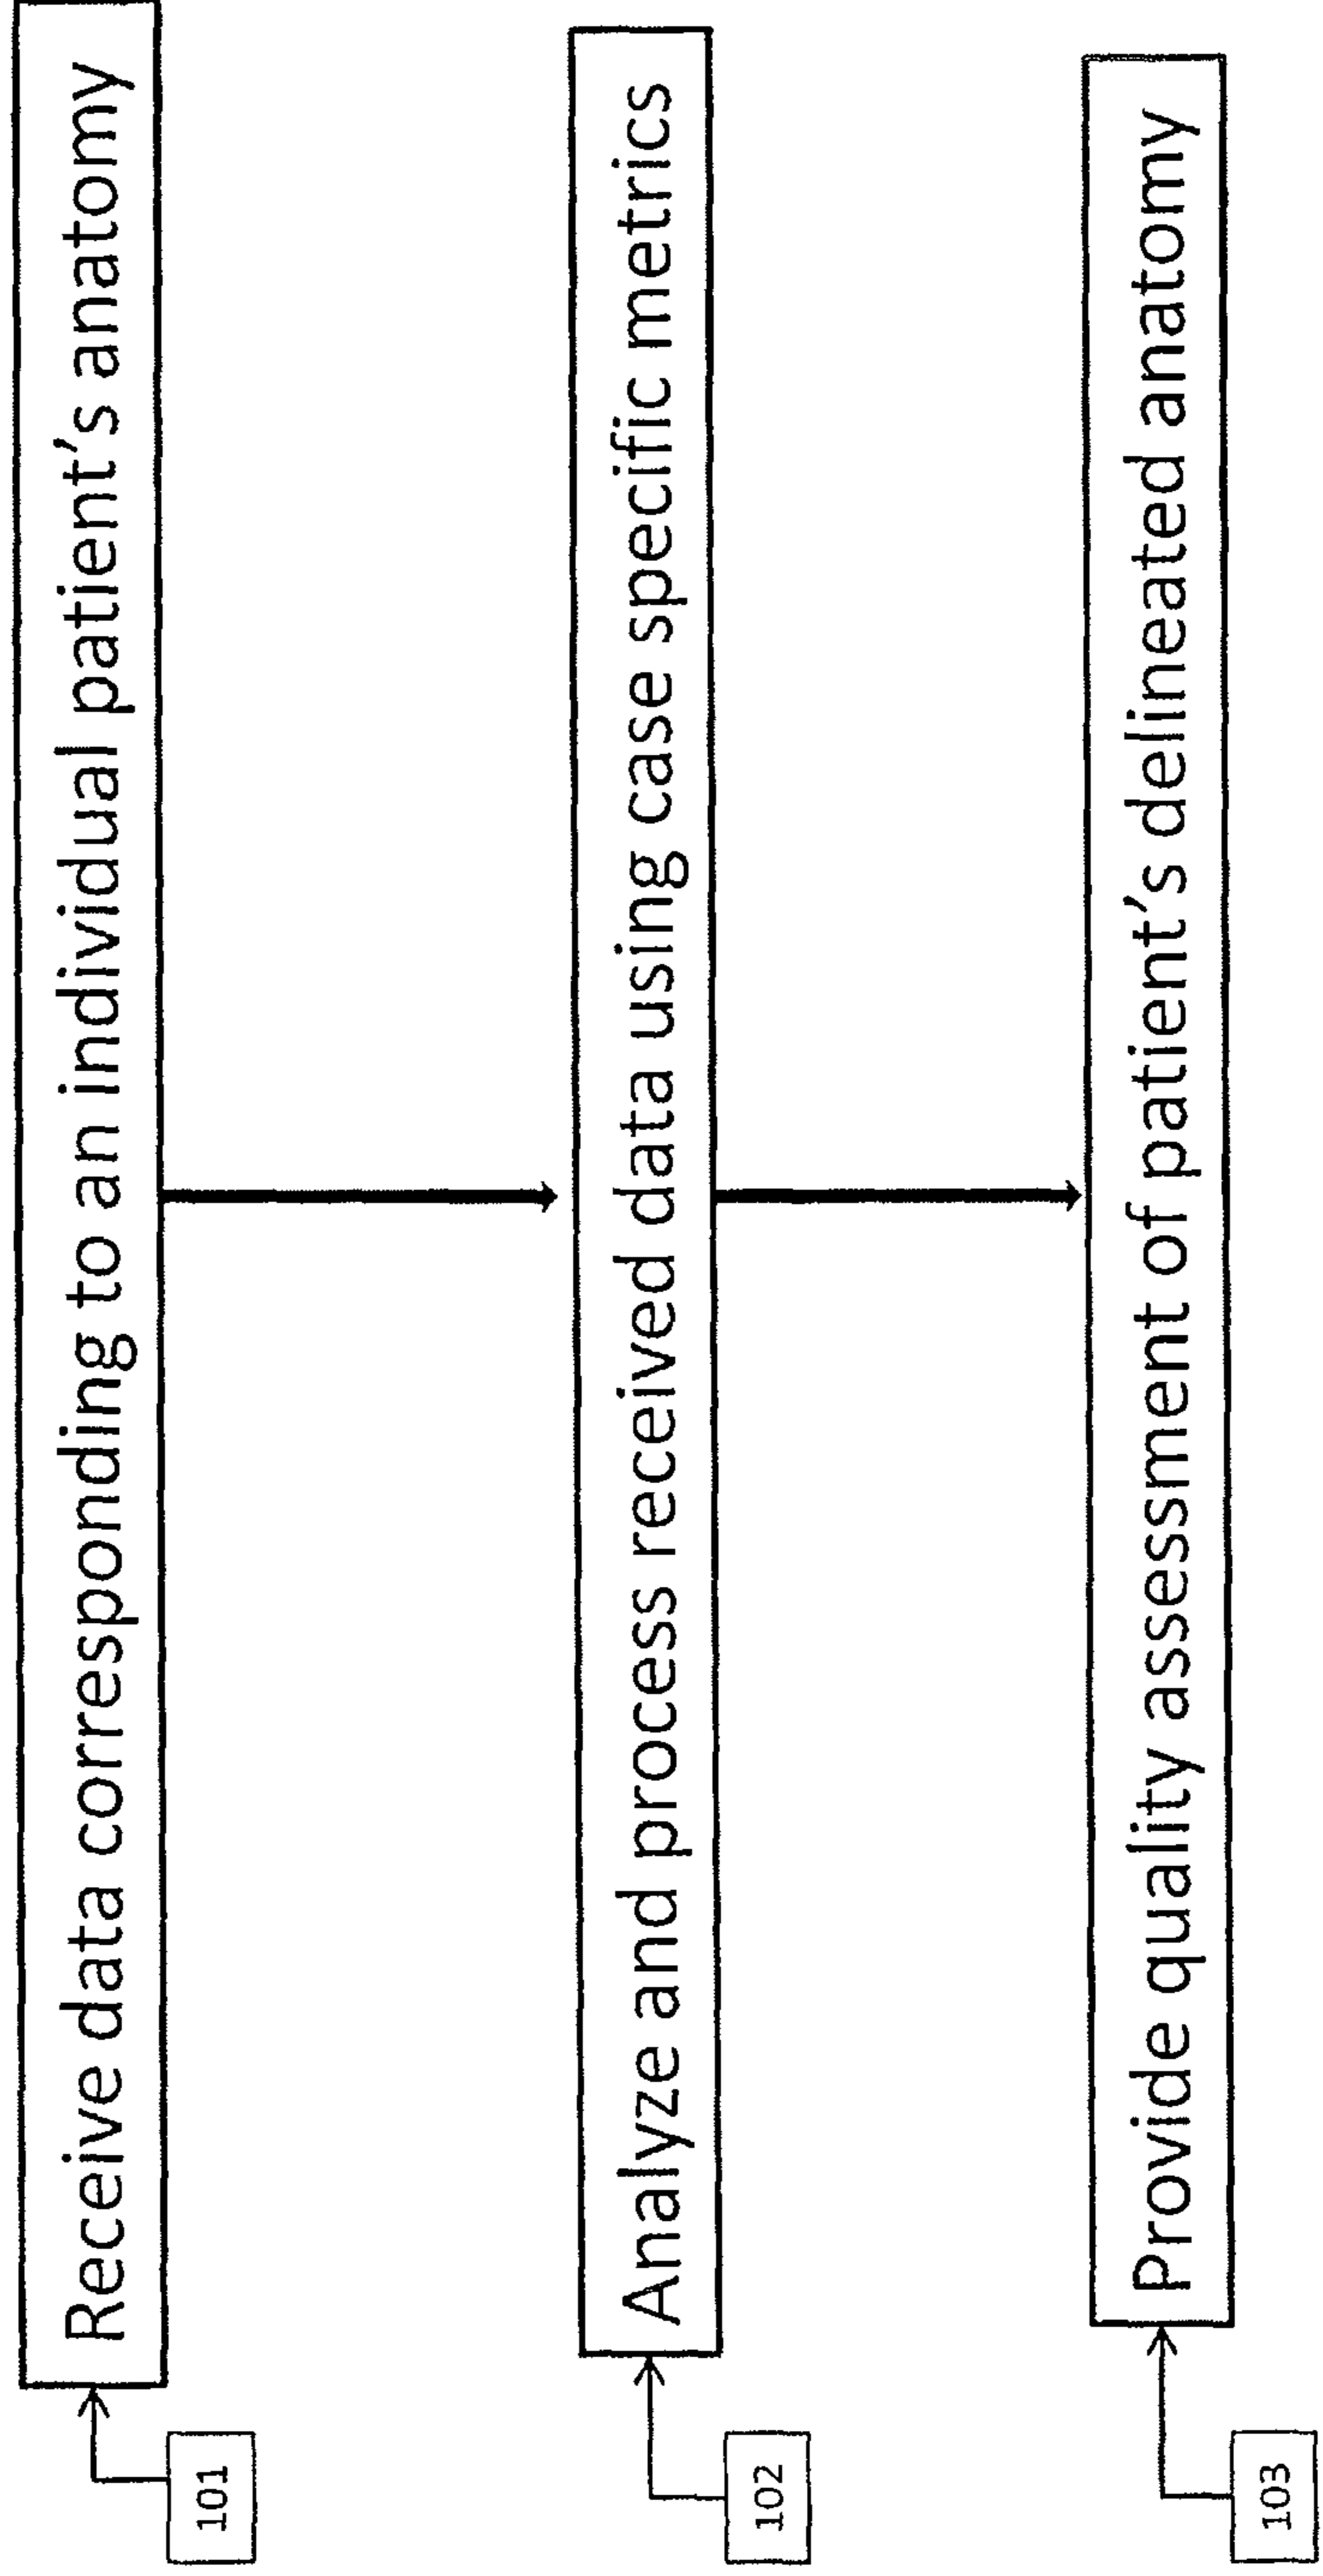 Receive data corresponding to an individual patient's anatomy
101
Analyze and process received data using case specific metrics
102
Provide quality assessment of patient's delineated anatomy
103